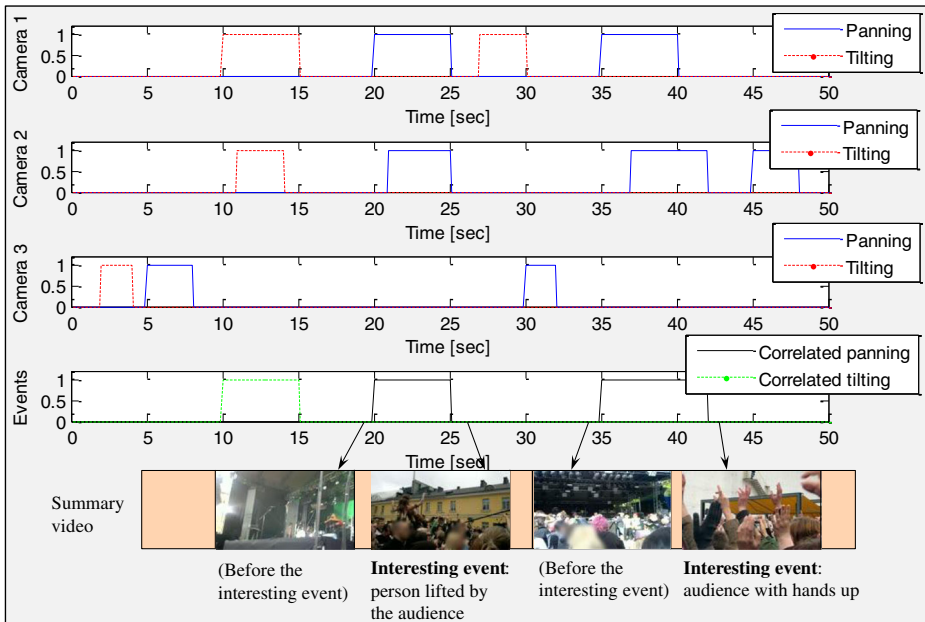 Camera 1
1
0.5
0
Panning
Tilting
0 5 10 15 20 25 30 35 40 45 50
Time [sec]
Camera 2
1
0.5
0
Panning
Tilting
0 5 10 15 20 25 30 35 40 45 50
Time [sec]
Camera 3
1
0.5
0
Panning
Tilting
0 5 10 15 20 25 30 35 40 45 50
Time [sec]
Events
1
0.5
0
Correlated panning
Correlated tilting
0 5 10 15 20 25 30 35 40 45 50
Time [sec]
Summary
video
(Before the
interesting event)
Interesting event:
person lifted by
the audience
(Before the
interesting event)
Interesting event:
audience with hands up